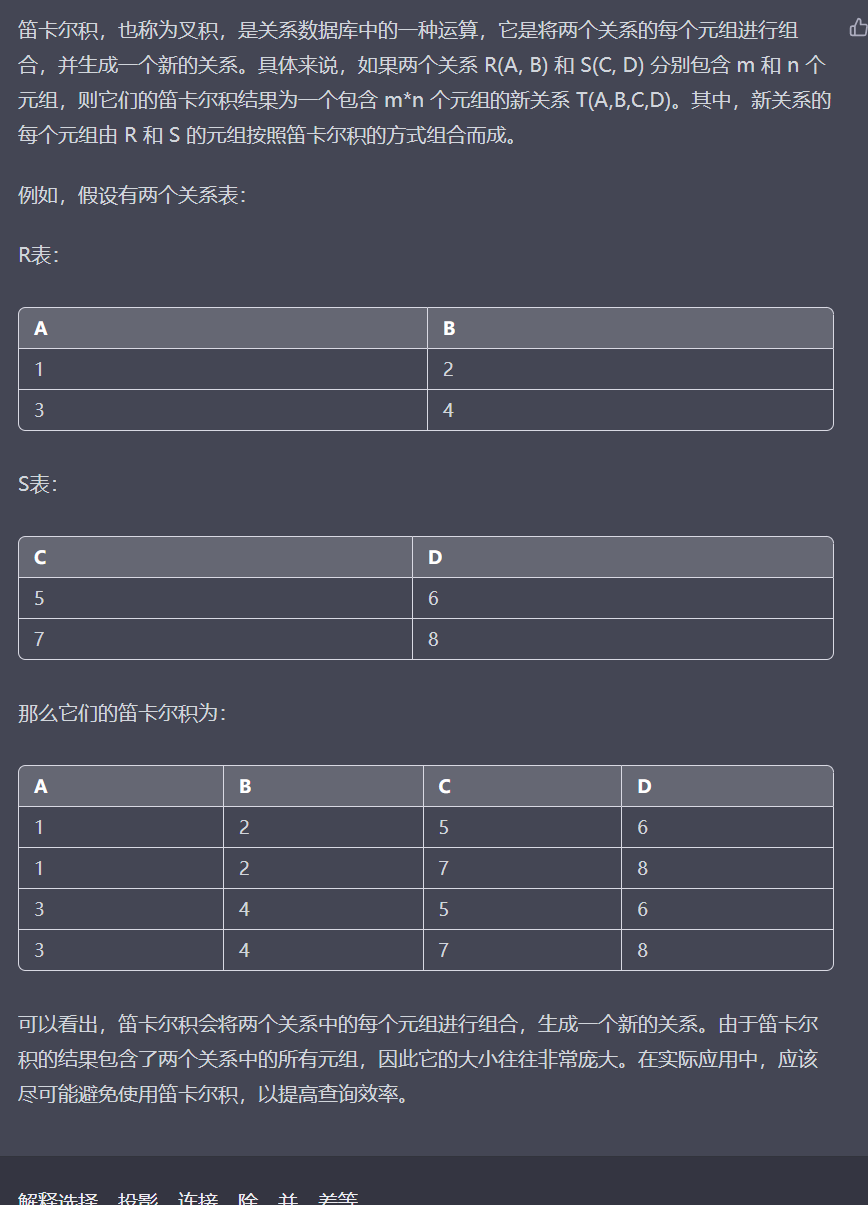 笛卡尔积，也称为叉积，是关系数据库中的一种运算，它是将两个关系的每个元组进行组
合，并生成一个新的关系。具体来说，如果两个关系 R(A, B) 和 S(C, D) 分别包含 m 和 n 个
元组，则它们的笛卡尔积结果为一个包含 m*n 个元组的新关系 T(A,B,C,D)。其中，新关系的
每个元组由 R 和 S 的元组按照笛卡尔积的方式组合而成。
例如，假设有两个关系表：
R表：
A B
1 2
3 4
S表：
C D
5 6
7 8
那么它们的笛卡尔积为：
A B C D
1 2 5 6
1 2 7 8
3 4 5 6
3 4 7 8
可以看出，笛卡尔积会将两个关系中的每个元组进行组合，生成一个新的关系。由于笛卡尔
积的结果包含了两个关系中的所有元组，因此它的大小往往非常庞大。在实际应用中，应该
尽可能避免使用笛卡尔积，以提高查询效率。
解释选择、投影、连接、除、并、差等